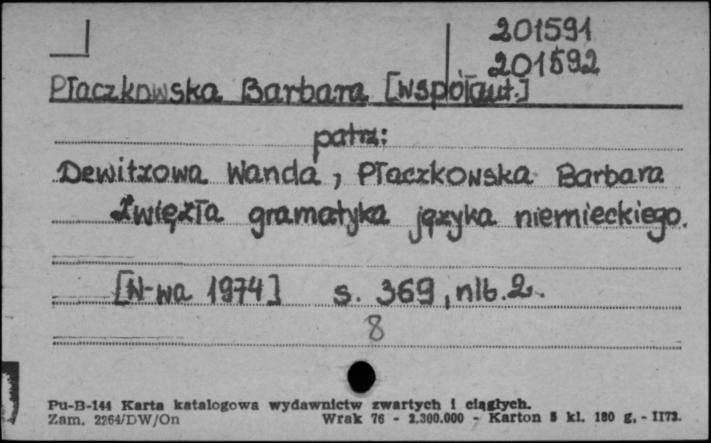 201591
201592
Płaczkowska Barbara [współaut.]
patrz:
Dewitzowa Wanda, Płaczkowska Barbara
Zwięzła gramatyka języka niemieckiego.
[W-wa 1974] s. 369, nlb. 2.
8
Pu-B-144 Karta katalogowa wydawnictw zwartych i ciągłych.
Zam. 2264/DW/On Wrak 76 - 2.300.000 - Karton 5 kl. 180 g. - II73.